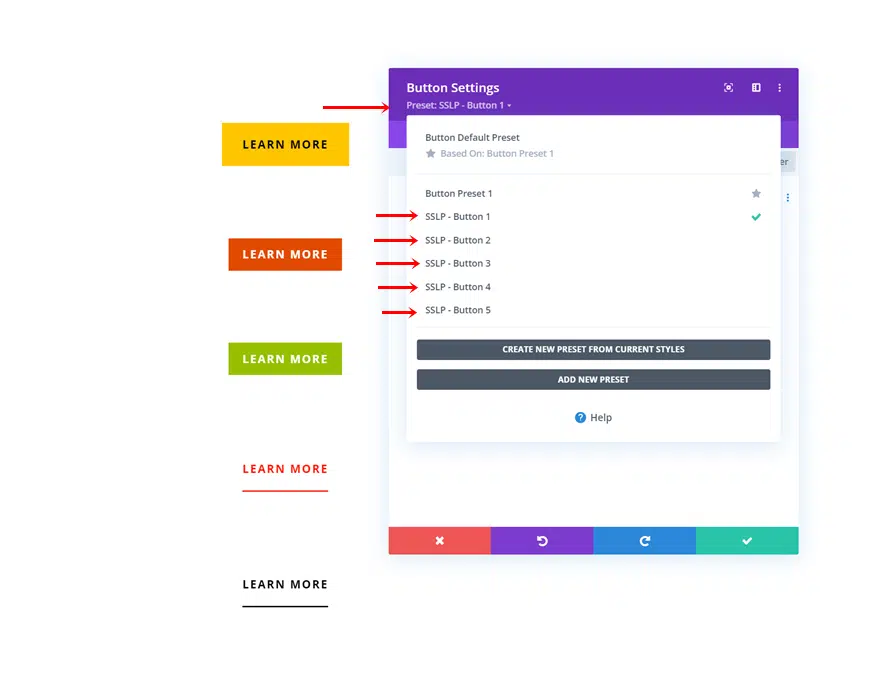 Button Settings
Preset: SSLP - Button 1
LEARN MORE
Button Default Preset
Based On: Button Preset 1
er
Button Preset 1
SSLP - Button 1
SSLP - Button 2
LEARN MORE
SSLP - Button 3
SSLP - Button 4
SSLP - Button 5
CREATE NEW PRESET FROM CURRENT STYLES
LEARN MORE
ADD NEW PRESET
? Help
LEARN MORE
LEARN MORE